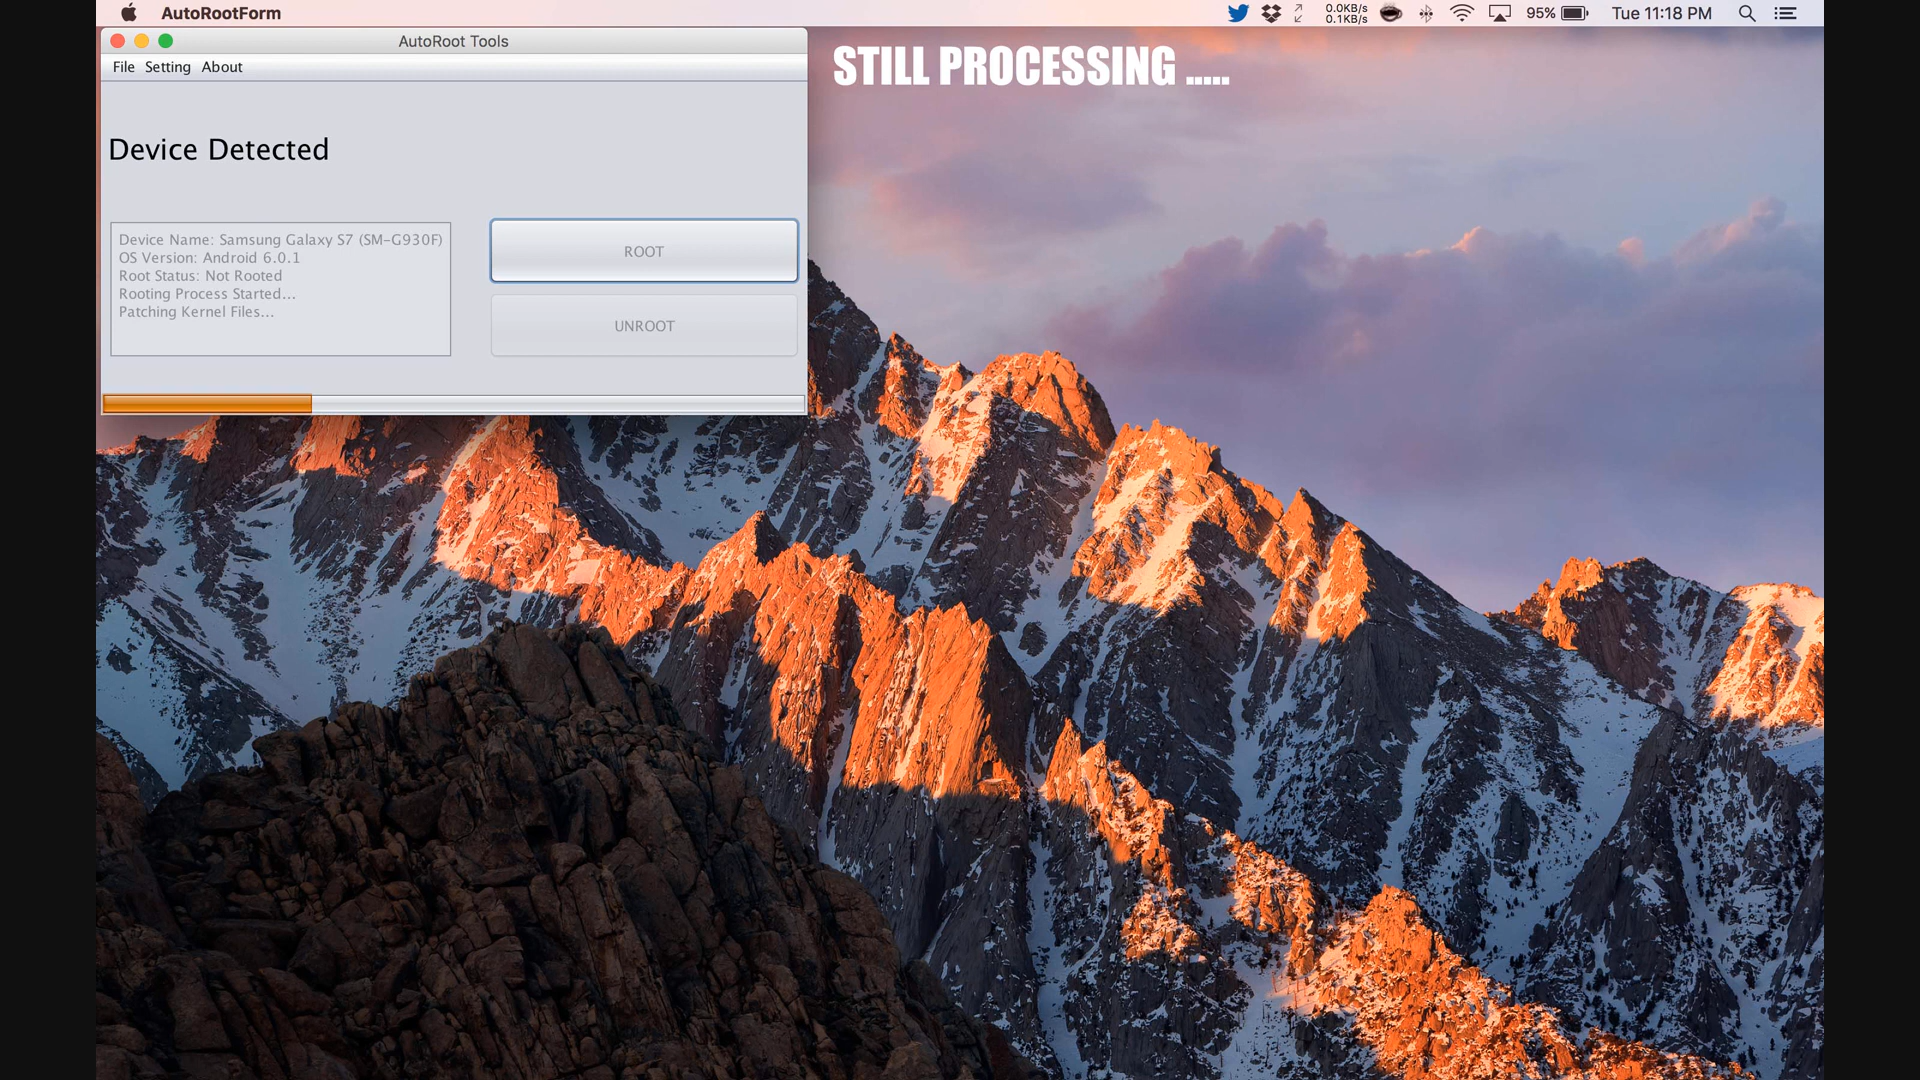 AutoRootForm
0.0KB/s
0.1KB/s
95%
Tue 11:18 PM
AutoRoot Tools
File Setting About
STILL PROCESSING .....
Device Detected
Device Name: Samsung Galaxy S7 (SM-G930F)
OS Version: Android 6.0.1
Root Status: Not Rooted
Rooting Process Started...
Patching Kernel Files...
ROOT
UNROOT